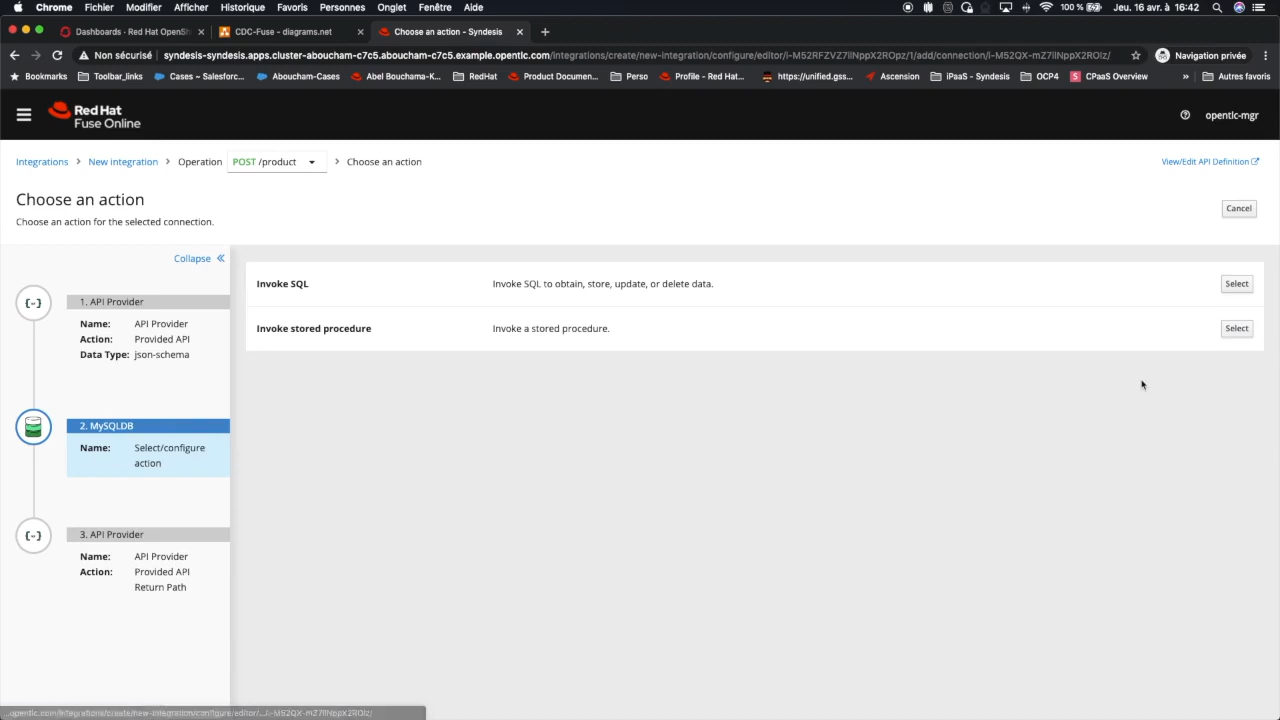 Chrome Fichier Modifier Afficher Historique Favoris Personnes Onglet Fenêtre Aide 100 % Jeu. 16 avr. à 16:42
Dashboards · Red Hat OpenShi
CDC-Fuse - diagrams.net
Choose an action - Syndesis
Non sécurisé syndesis-syndesis.apps.cluster-aboucham-c7c5.aboucham-c7c5.example.opentlc.com/integrations/create/new-integration/configure/editor/ Navigation privée
Bookmarks Toolbar_links Cases ~ Salesforc... Aboucham-Cases Abel Bouchama-K... RedHat Product Documen... Perso Profile - Red Hat... https://unified.gss... Ascension iPaaS - Syndesis OCP4 CPaaS Overview » Autres favoris
Red Hat
Fuse Online
opentlc-mgr
Integrations > New integration > Operation POST /product > Choose an action
View/Edit API Definition
Choose an action
Choose an action for the selected connection.
Cancel
Collapse
1. API Provider
Name: API Provider
Action: Provided API
Data Type: json-schema
2. MySQLDB
Name: Select/configure
action
3. API Provider
Name: API Provider
Action: Provided API
Return Path
Invoke SQL Invoke SQL to obtain, store, update, or delete data. Select
Invoke stored procedure Invoke a stored procedure. Select